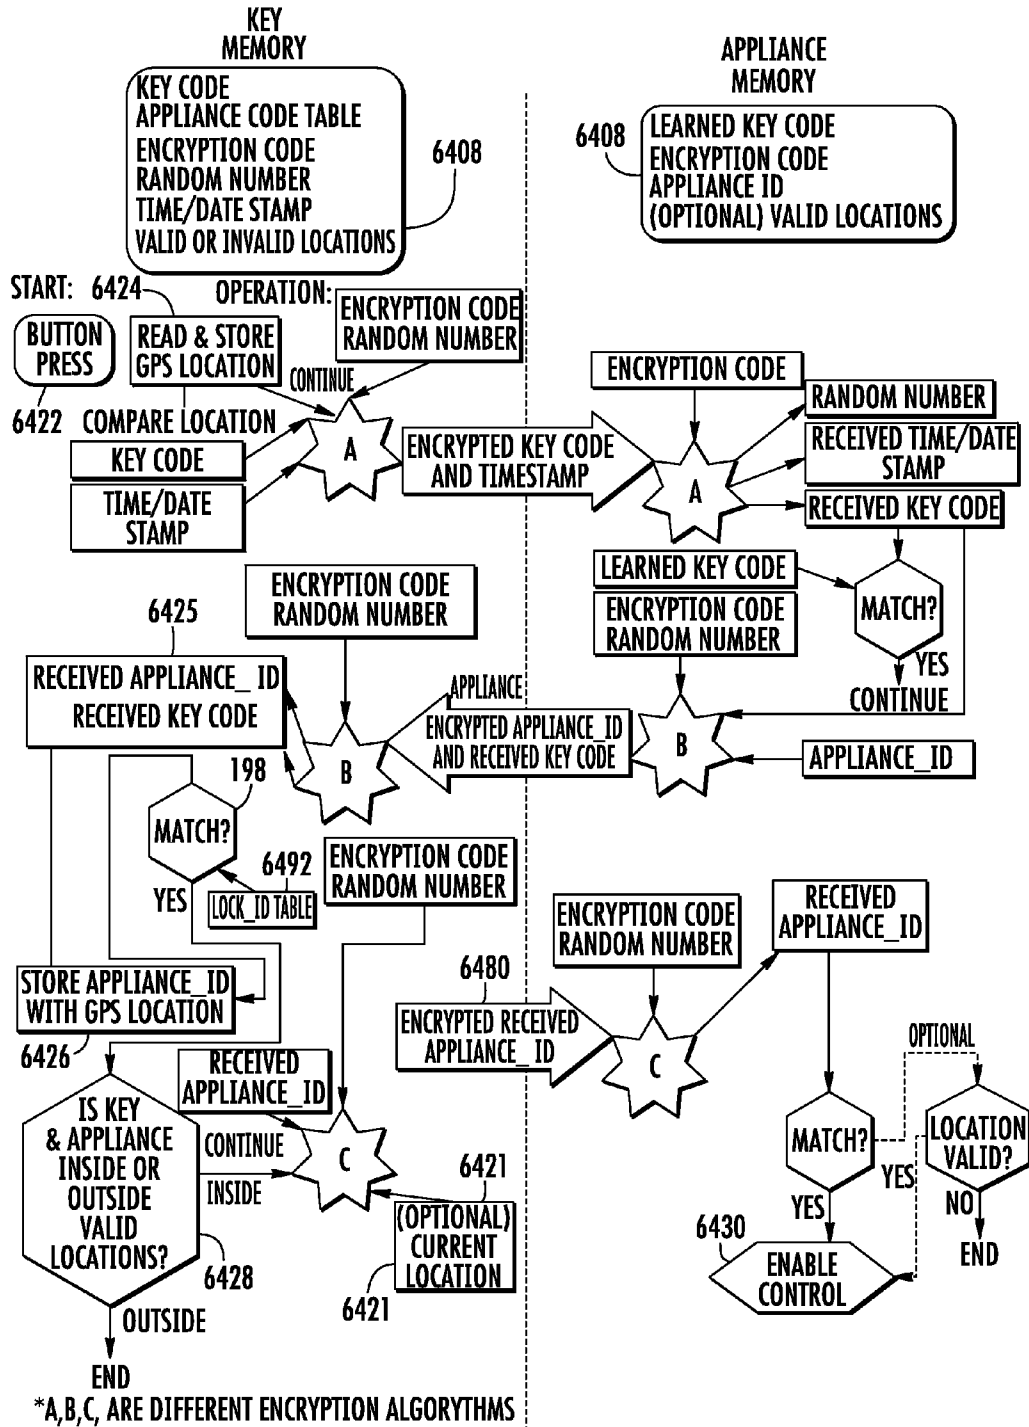 KEY
MEMORY
KEY CODE
APPLIANCE CODE TABLE
ENCRYPTION CODE
RANDOM NUMBER
TIME/DATE STAMP
VALID OR INVALID LOCATIONS
6408
APPLIANCE
MEMORY
6408
LEARNED KEY CODE
ENCRYPTION CODE
APPLIANCE ID
(OPTIONAL) VALID LOCATIONS
START:
6424
OPERATION:
BUTTON
PRESS
6422
READ & STORE
GPS LOCATION
ENCRYPTION CODE
RANDOM NUMBER
CONTINUE
COMPARE LOCATION
KEY CODE
TIME/DATE
STAMP
A
ENCRYPTED KEY CODE
AND TIMESTAMP
ENCRYPTION CODE
A
RANDOM NUMBER
RECEIVED TIME/DATE
STAMP
RECEIVED KEY CODE
LEARNED KEY CODE
MATCH?
YES
CONTINUE
ENCRYPTION CODE
RANDOM NUMBER
B
APPLIANCE_ID
APPLIANCE
ENCRYPTED APPLIANCE_ID
AND RECEIVED KEY CODE
ENCRYPTION CODE
RANDOM NUMBER
B
6425
RECEIVED APPLIANCE_ ID
RECEIVED KEY CODE
198
MATCH?
YES
6492
LOCK_ID TABLE
ENCRYPTION CODE
RANDOM NUMBER
STORE APPLIANCE_ID
WITH GPS LOCATION
6426
RECEIVED
APPLIANCE_ID
IS KEY
& APPLIANCE
INSIDE OR
OUTSIDE
VALID
LOCATIONS?
6428
CONTINUE
INSIDE
C
6421
(OPTIONAL)
CURRENT
LOCATION
6421
OUTSIDE
END
6480
ENCRYPTED RECEIVED
APPLIANCE_ ID
ENCRYPTION CODE
RANDOM NUMBER
C
RECEIVED
APPLIANCE_ID
OPTIONAL
MATCH?
LOCATION
VALID?
YES
YES
NO
END
6430
ENABLE
CONTROL
*A,B,C, ARE DIFFERENT ENCRYPTION ALGORITHMS